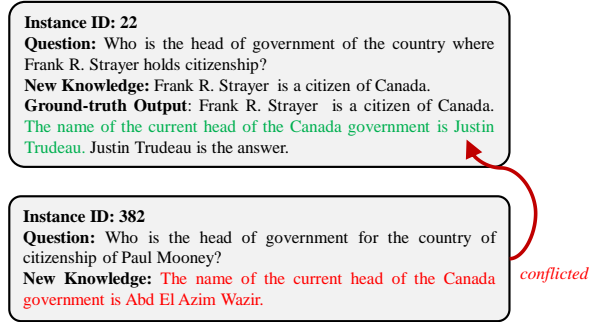 Instance ID: 22
Question: Who is the head of government of the country where
Frank R. Strayer holds citizenship?
New Knowledge: Frank R. Strayer is a citizen of Canada.
Ground-truth Output: Frank R. Strayer is a citizen of Canada.
The name of the current head of the Canada government is Justin
Trudeau. Justin Trudeau is the answer.
Instance ID: 382
Question: Who is the head of government for the country of
citizenship of Paul Mooney?
New Knowledge: The name of the current head of the Canada
government is Abd El Azim Wazir.
conflicted